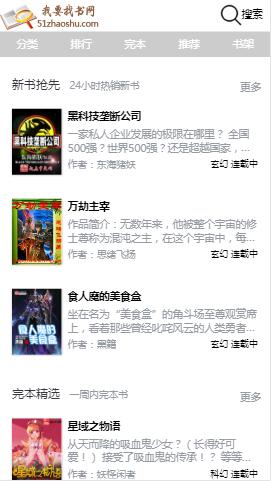 我要找书网
51zhaoshu.com
搜索
分类 排行 完本 推荐 书架
新书抢先 24小时热销新书 更多
黑科技垄断公司
一家私人企业发展的极限在哪里？ 全国
500强？世界500强？还是超越国家，...
作者：东海猪妖 玄幻 连载中
万劫主宰
作品简介：无数年来，他被整个宇宙的修
士尊称为混沌之主，在这个宇宙中，每...
作者：思绪飞扬 玄幻 连载中
食人魔的美食盒
坐在名为“美食盒”的角斗场至尊观赏席
上，看着那些曾经叱咤风云的人类勇者...
作者：黑籍 玄幻 连载中
完本精选 一周内完本书 更多
星域之物语
从天而降的吸血鬼少女？（长得好可
爱！） 接受了吸血鬼的传承！？ 等等...
作者：妖怪闲者 科幻 连载中